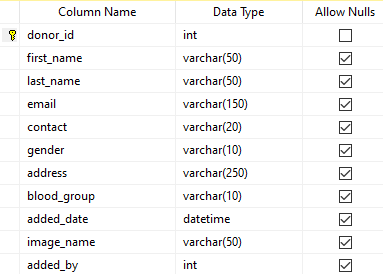 Column Name Data Type Allow Nulls
donor_id int
first_name varchar(50)
last_name varchar(50)
email varchar(150)
contact varchar(20)
gender varchar(10)
address varchar(250)
blood_group varchar(10)
added_date datetime
image_name varchar(50)
added_by int